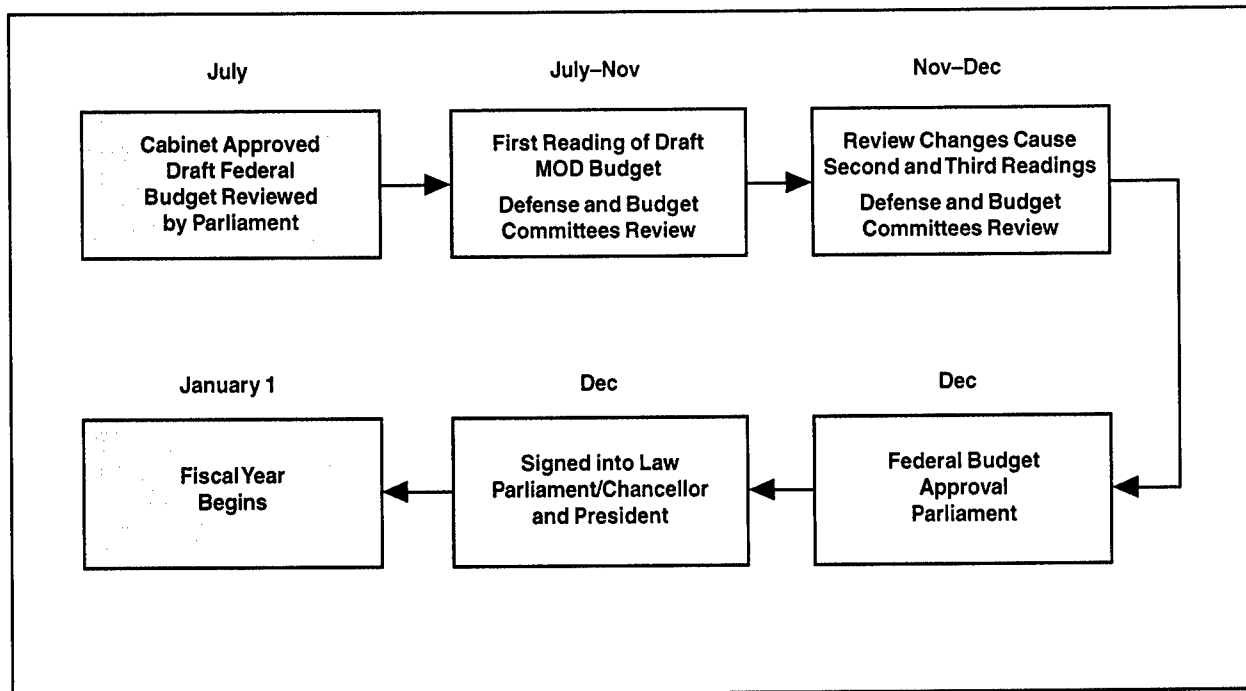 July
Cabinet Approved
Draft Federal
Budget Reviewed
by Parliament
July–Nov
First Reading of Draft
MOD Budget
Defense and Budget
Committees Review
Nov–Dec
Review Changes Cause
Second and Third Readings
Defense and Budget
Committees Review
January 1
Fiscal Year
Begins
Dec
Signed into Law
Parliament/Chancellor
and President
Dec
Federal Budget
Approval
Parliament